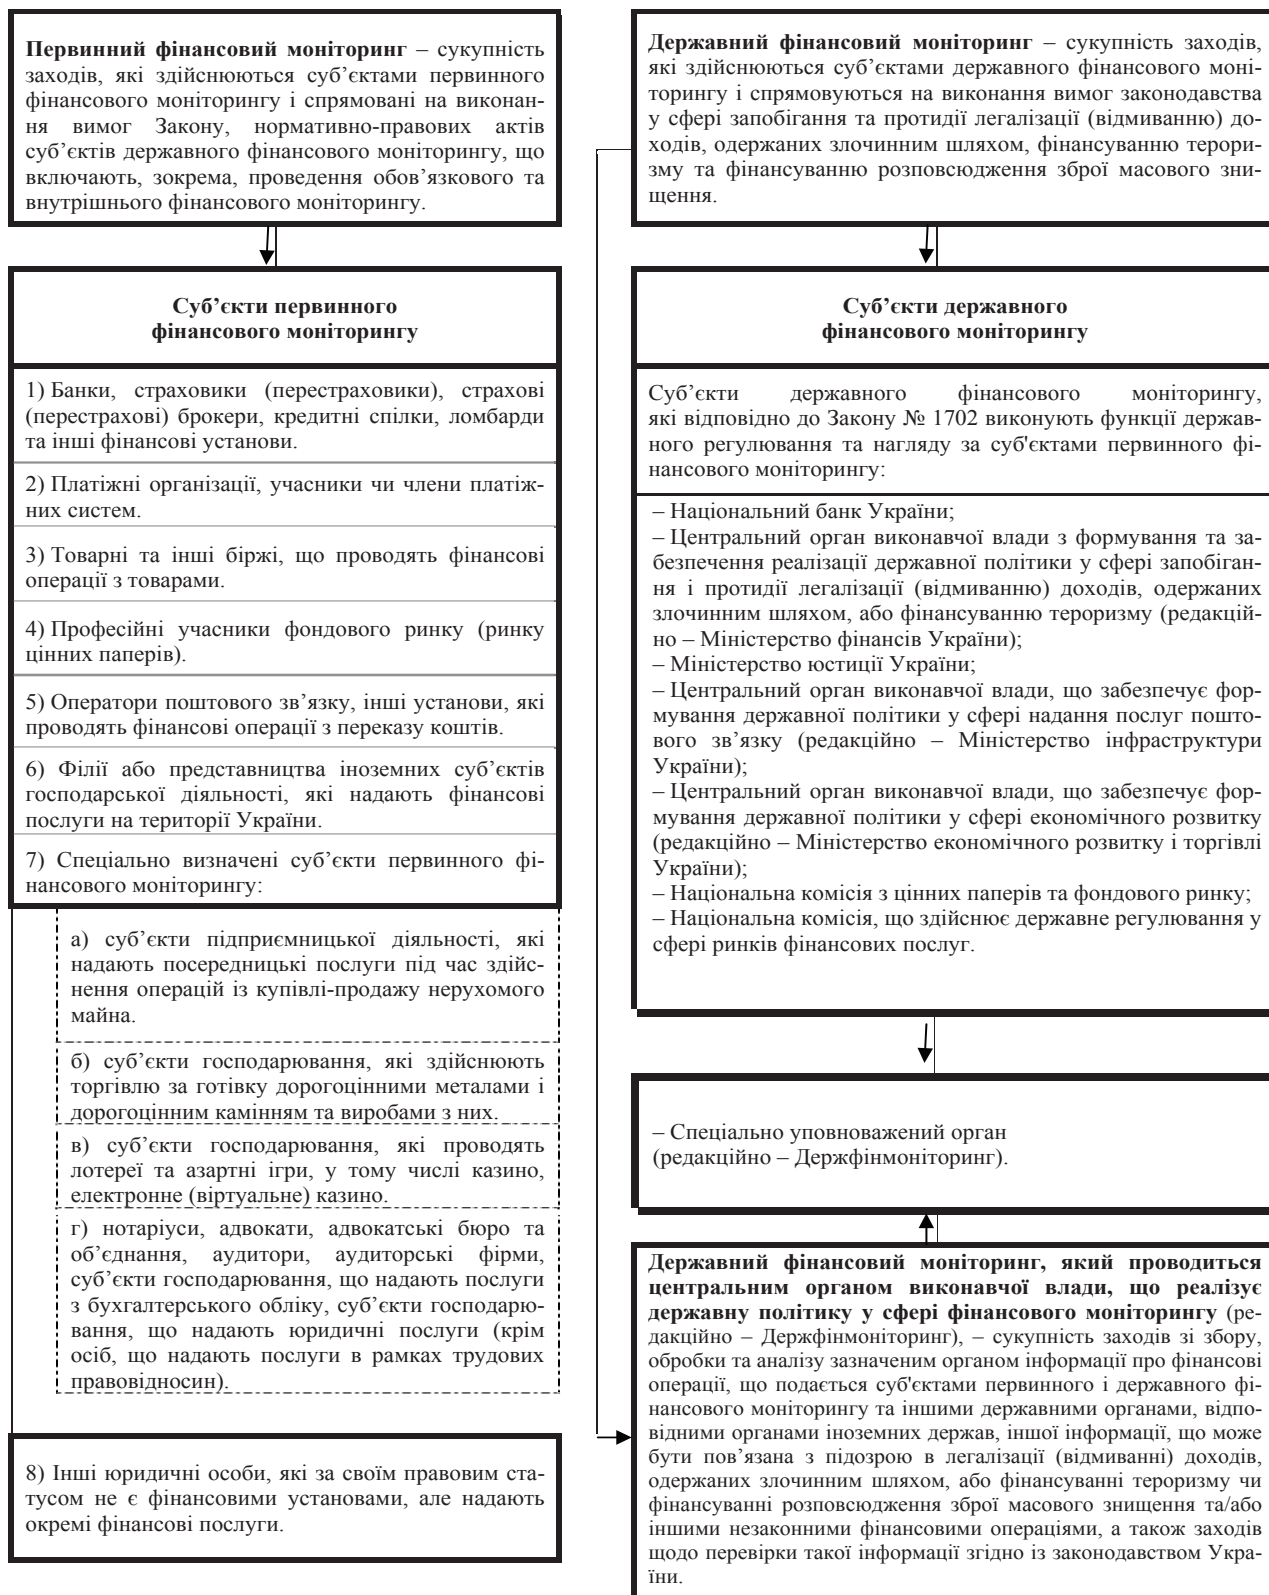 Первинний фінансовий моніторинг – сукупність
заходів, які здійснюються суб’єктами первинного
фінансового моніторингу і спрямовані на виконан-
ня вимог Закону, нормативно-правових актів
суб’єктів державного фінансового моніторингу, що
включають, зокрема, проведення обов’язкового та
внутрішнього фінансового моніторингу.
Суб’єкти первинного
фінансового моніторингу
1) Банки, страховики (перестраховики), страхові
(перестрахові) брокери, кредитні спілки, ломбарди
та інші фінансові установи.
2) Платіжні організації, учасники чи члени платіж-
них систем.
3) Товарні та інші біржі, що проводять фінансові
операції з товарами.
4) Професійні учасники фондового ринку (ринку
цінних паперів).
5) Оператори поштового зв’язку, інші установи, які
проводять фінансові операції з переказу коштів.
6) Філії або представництва іноземних суб’єктів
господарської діяльності, які надають фінансові
послуги на території України.
7) Спеціально визначені суб’єкти первинного фі-
нансового моніторингу:
а) суб’єкти підприємницької діяльності, які
надають посередницькі послуги під час здійс-
нення операцій із купівлі-продажу нерухомого
майна.
б) суб’єкти господарювання, які здійснюють
торгівлю за готівку дорогоцінними металами і
дорогоцінним камінням та виробами з них.
в) суб’єкти господарювання, які проводять
лотереї та азартні ігри, у тому числі казино,
електронне (віртуальне) казино.
г) нотаріуси, адвокати, адвокатські бюро та
об’єднання, аудитори, аудиторські фірми,
суб’єкти господарювання, що надають послуги
з бухгалтерського обліку, суб’єкти господарю-
вання, що надають юридичні послуги (крім
осіб, що надають послуги в рамках трудових
правовідносин).
8) Інші юридичні особи, які за своїм правовим ста-
тусом не є фінансовими установами, але надають
окремі фінансові послуги.
Державний фінансовий моніторинг – сукупність заходів,
які здійснюються суб’єктами державного фінансового моні-
торингу і спрямовуються на виконання вимог законодавства
у сфері запобігання та протидії легалізації (відмиванню) до-
ходів, одержаних злочинним шляхом, фінансуванню терори-
зму та фінансуванню розповсюдження зброї масового зни-
щення.
Суб’єкти державного
фінансового моніторингу
Суб’єкти державного фінансового моніторингу,
які відповідно до Закону № 1702 виконують функції держав-
ного регулювання та нагляду за суб'єктами первинного фі-
нансового моніторингу:
– Національний банк України;
– Центральний орган виконавчої влади з формування та за-
безпечення реалізації державної політики у сфері запобіган-
ня і протидії легалізації (відмиванню) доходів, одержаних
злочинним шляхом, або фінансуванню тероризму (редакцій-
но – Міністерство фінансів України);
– Міністерство юстиції України;
– Центральний орган виконавчої влади, що забезпечує фор-
мування державної політики у сфері надання послуг пошто-
вого зв’язку (редакційно – Міністерство інфраструктури
України);
– Центральний орган виконавчої влади, що забезпечує фор-
мування державної політики у сфері економічного розвитку
(редакційно – Міністерство економічного розвитку і торгівлі
України);
– Національна комісія з цінних паперів та фондового ринку;
– Національна комісія, що здійснює державне регулювання у
сфері ринків фінансових послуг.
– Спеціально уповноважений орган
(редакційно – Держфінмоніторинг).
Державний фінансовий моніторинг, який проводиться
центральним органом виконавчої влади, що реалізує
державну політику у сфері фінансового моніторингу (ре-
дакційно – Держфінмоніторинг), – сукупність заходів зі збору,
обробки та аналізу зазначеним органом інформації про фінансові
операції, що подається суб'єктами первинного і державного фі-
нансового моніторингу та іншими державними органами, відпо-
відними органами іноземних держав, іншої інформації, що може
бути пов’язана з підозрою в легалізації (відмиванні) доходів,
одержаних злочинним шляхом, або фінансуванні тероризму чи
фінансуванні розповсюдження зброї масового знищення та/або
іншими незаконними фінансовими операціями, а також заходів
щодо перевірки такої інформації згідно із законодавством Укра-
їни.